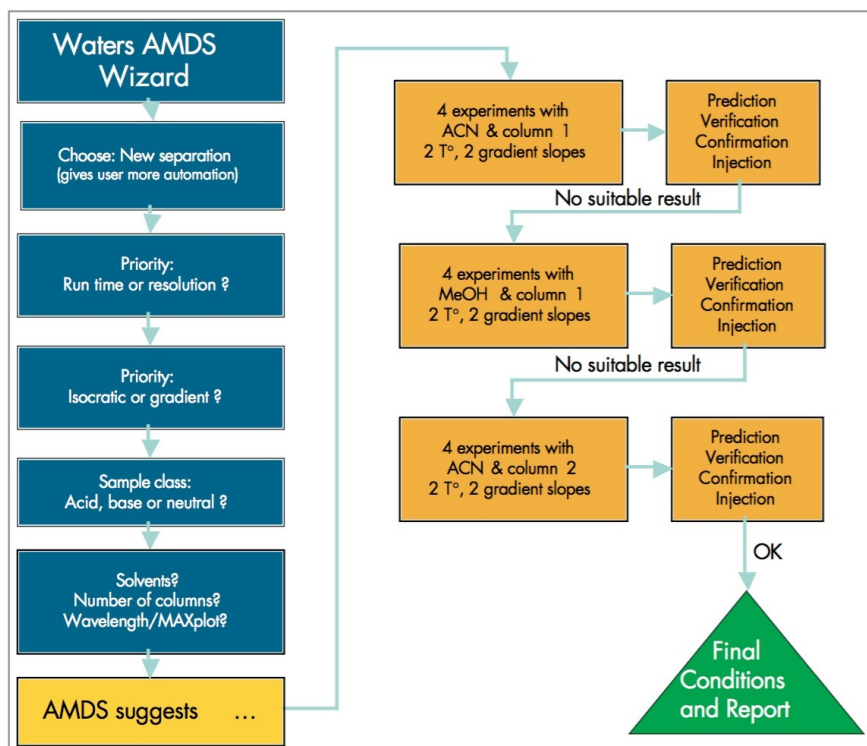 Waters AMDS
Wizard
Choose: New separation
(gives user more automation)
Priority:
Run time or resolution ?
Priority:
Isocratic or gradient ?
Sample class:
Acid, base or neutral ?
Solvents?
Number of columns?
Wavelength/MAXplot?
AMDS suggests ...
4 experiments with
ACN & column 1
2 T°, 2 gradient slopes
Prediction
Verification
Confirmation
Injection
No suitable result
4 experiments with
MeOH & column 1
2 T°, 2 gradient slopes
Prediction
Verification
Confirmation
Injection
No suitable result
4 experiments with
ACN & column 2
2 T°, 2 gradient slopes
Prediction
Verification
Confirmation
Injection
OK
Final
Conditions
and Report